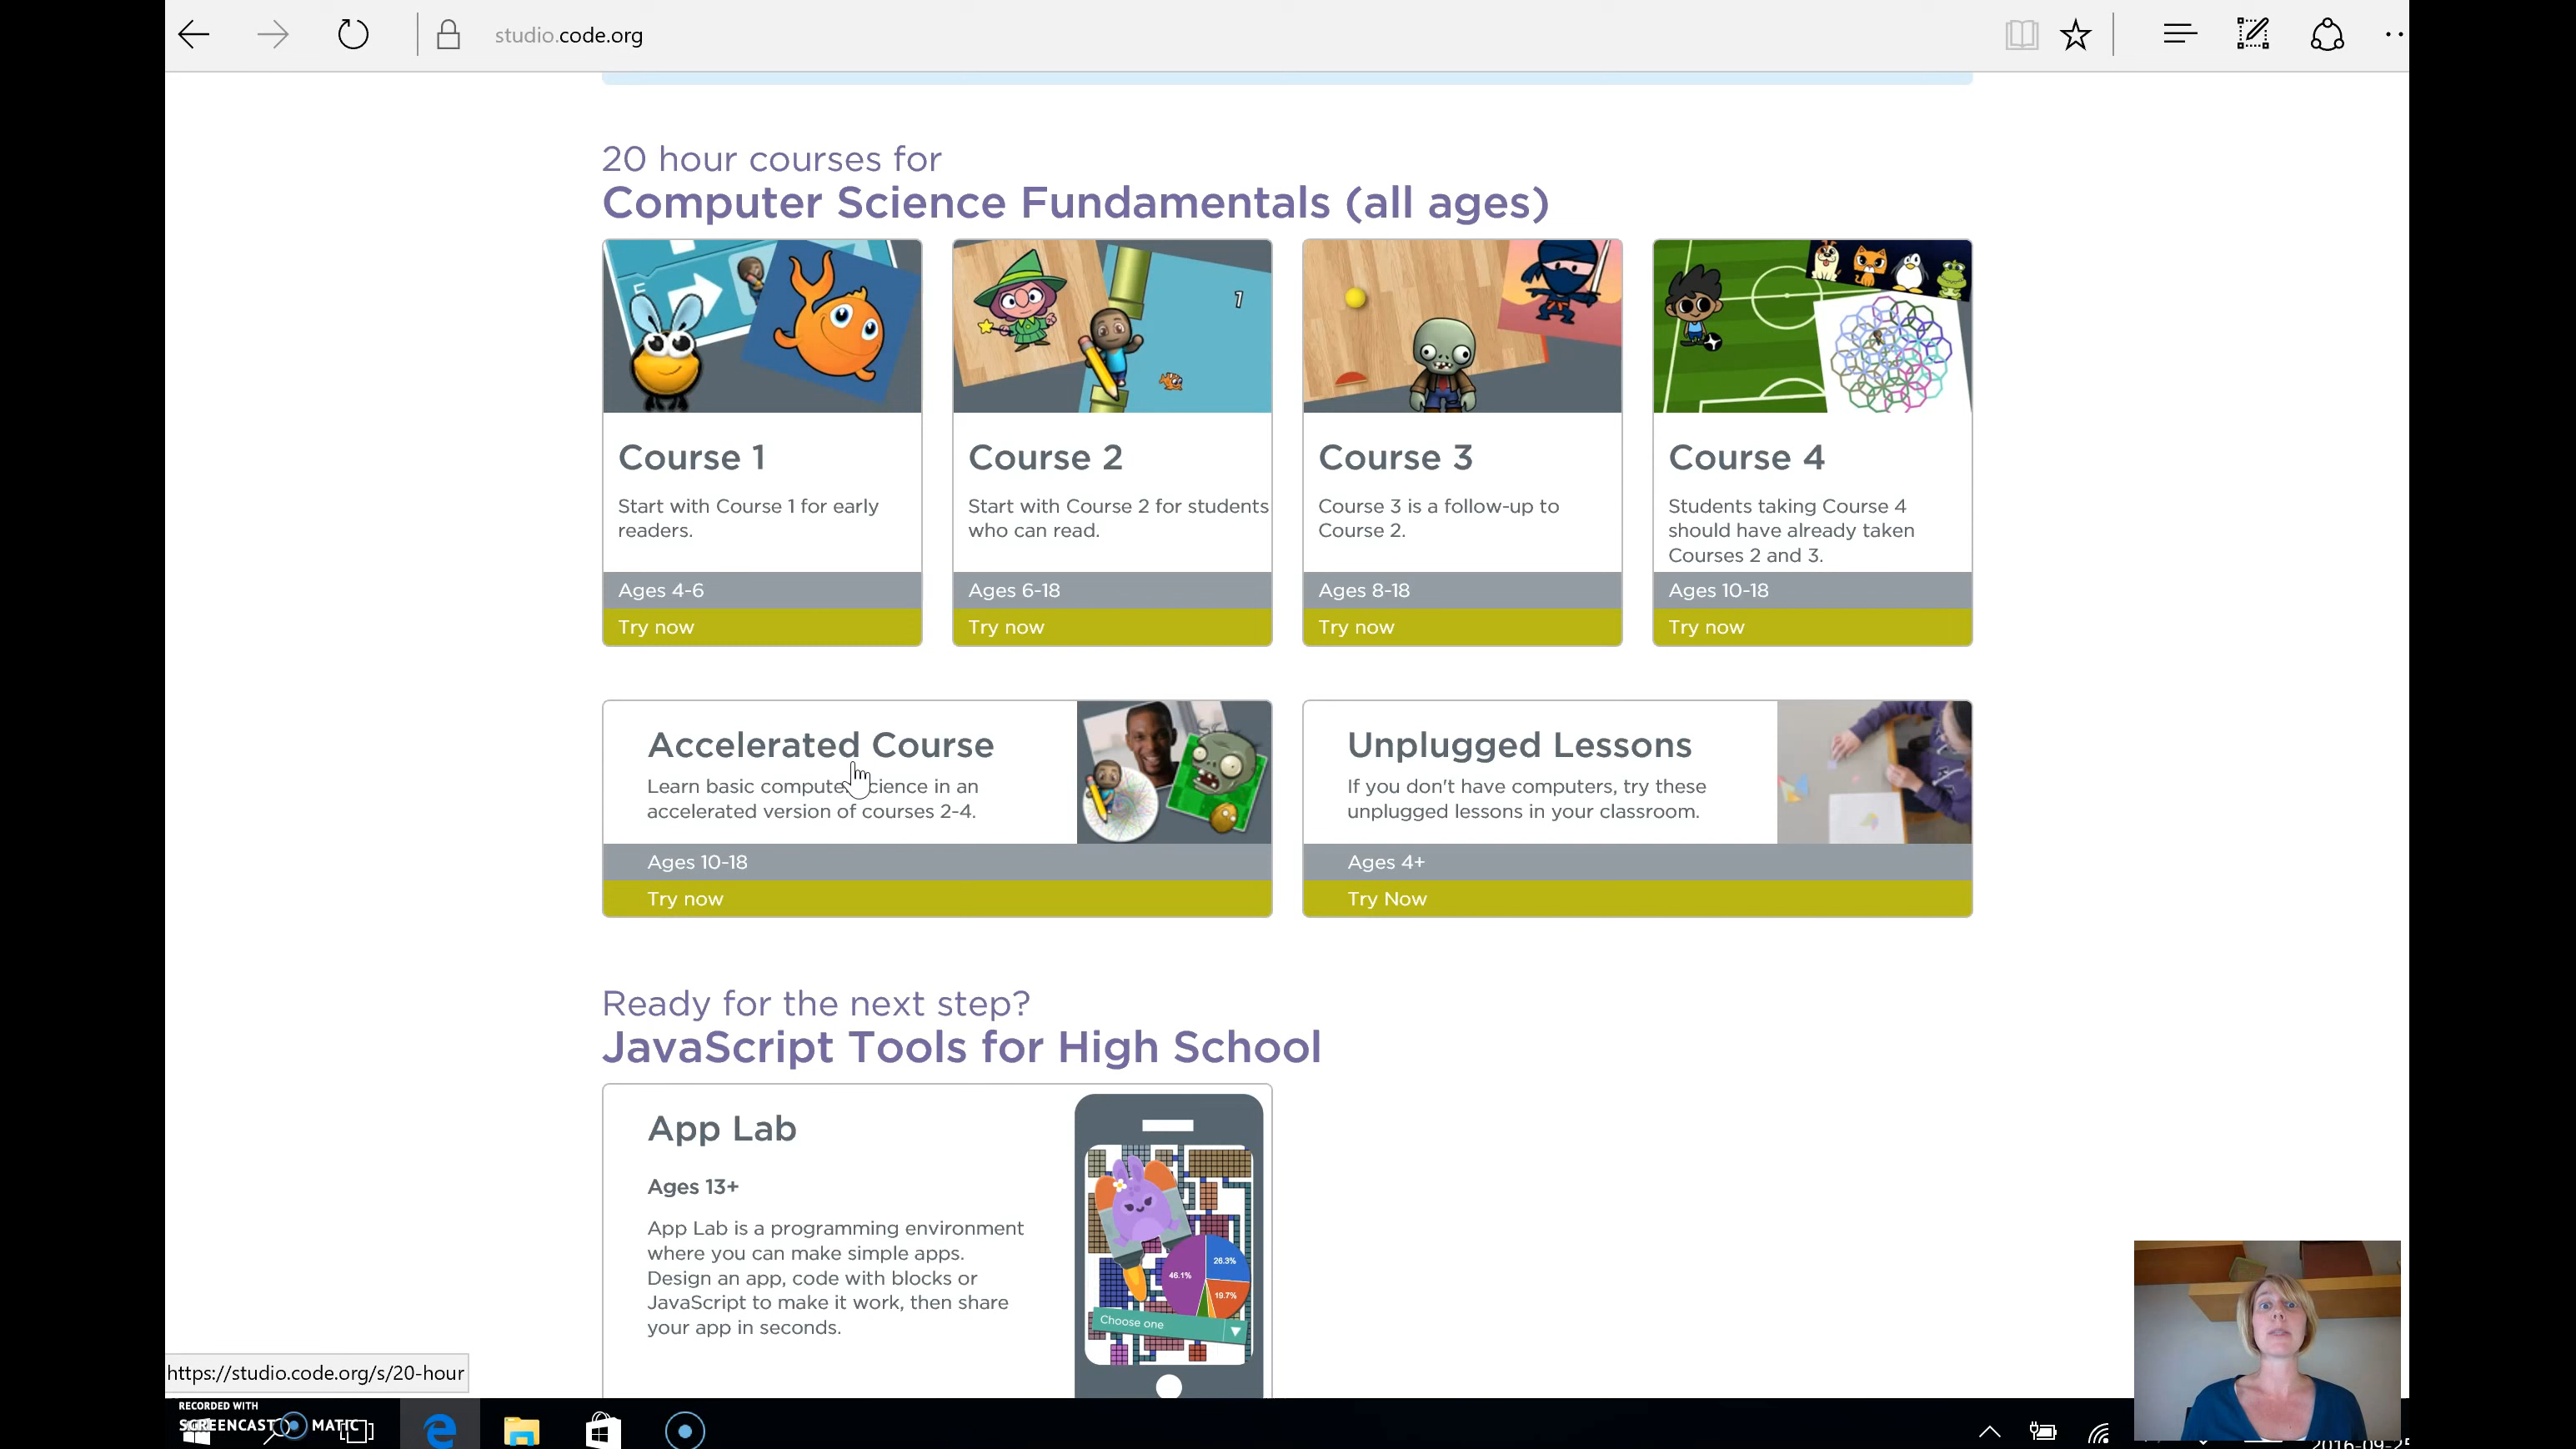 studio.code.org
20 hour courses for
Computer Science Fundamentals (all ages)
1
Course 1
Start with Course 1 for early
readers.
Ages 4-6
Try now
Course 2
Start with Course 2 for students
who can read.
Ages 6-18
Try now
Course 3
Course 3 is a follow-up to
Course 2.
Ages 8-18
Try now
Course 4
Students taking Course 4
should have already taken
Courses 2 and 3.
Ages 10-18
Try now
Accelerated Course
Learn basic computer science in an
accelerated version of courses 2-4.
Ages 10-18
Try now
Unplugged Lessons
If you don't have computers, try these
unplugged lessons in your classroom.
Ages 4+
Try Now
Ready for the next step?
JavaScript Tools for High School
App Lab
Ages 13+
App Lab is a programming environment
where you can make simple apps.
Design an app, code with blocks or
JavaScript to make it work, then share
your app in seconds.
26.3%
46.1%
19.7%
Choose one
https://studio.code.org/s/20-hour
RECORDED WITH
SCREENCAST MATIC